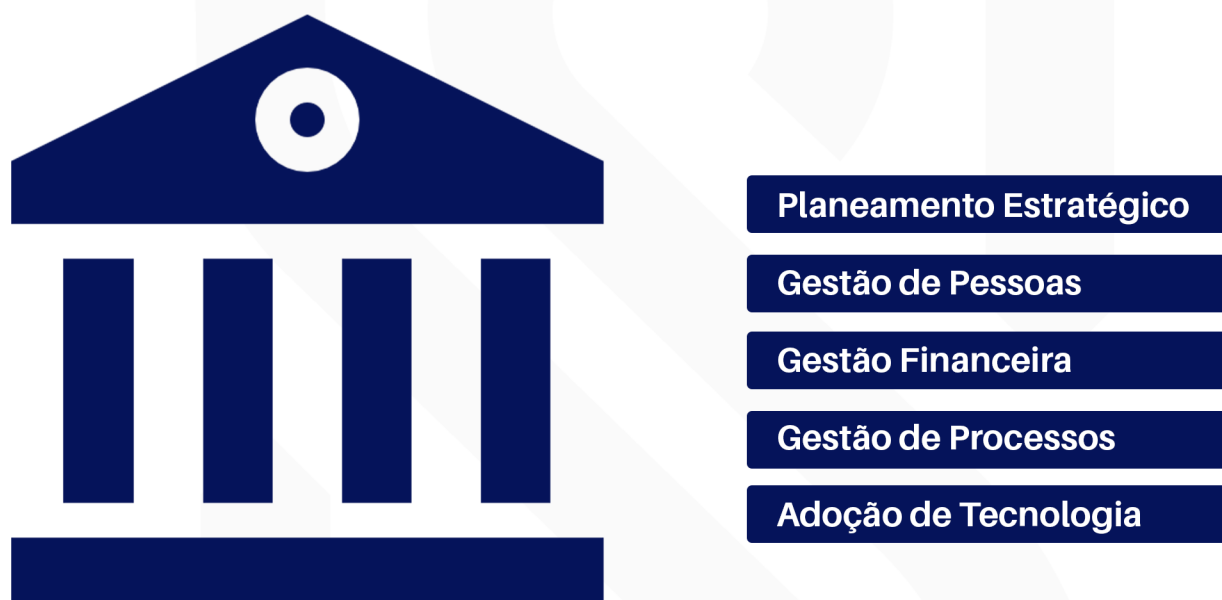 Planeamento Estratégico
Gestão de Pessoas
Gestão Financeira
Gestão de Processos
Adoção de Tecnologia